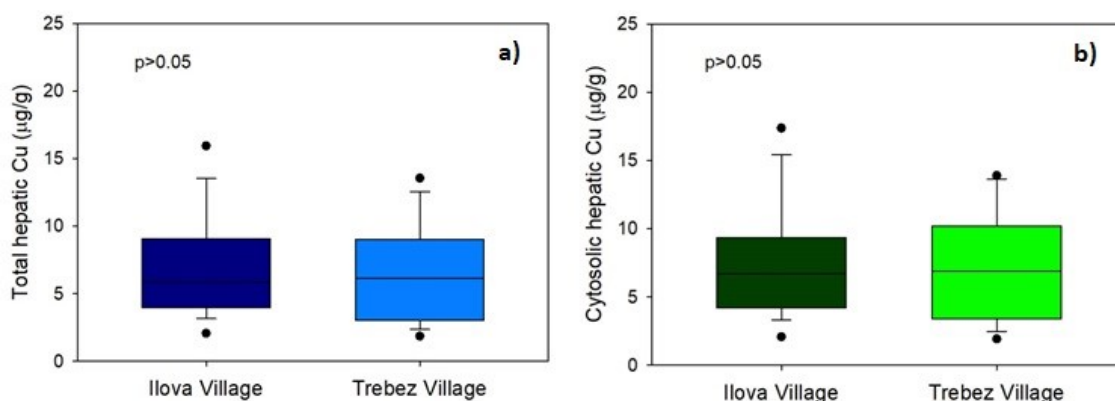 a)
p>0.05
Total hepatic Cu (µg/g)
25
20
15
10
5
0
Ilova Village
Trebez Village
b)
p>0.05
Cytosolic hepatic Cu (µg/g)
25
20
15
10
5
0
Ilova Village
Trebez Village